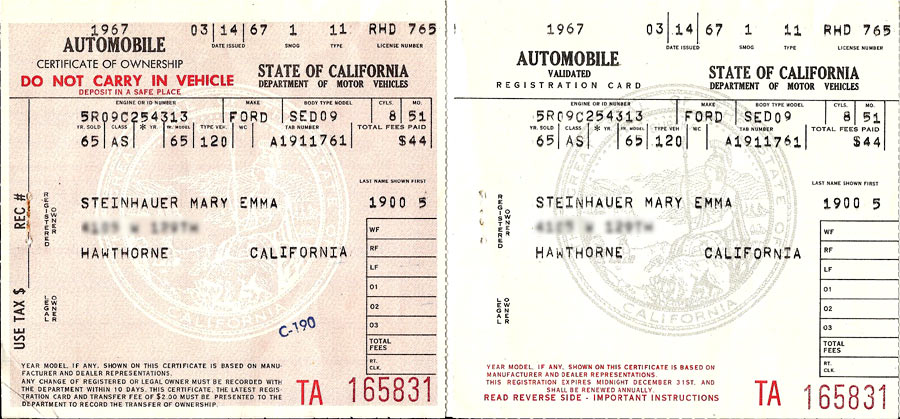 1967 03 14 67 1 11 RHD 765
AUTOMOBILE DATE ISSUED SMOG TYPE LICENSE NUMBER
CERTIFICATE OF OWNERSHIP
DO NOT CARRY IN VEHICLE
DEPOSIT IN A SAFE PLACE
STATE OF CALIFORNIA
DEPARTMENT OF MOTOR VEHICLES
ENGINE OR ID NUMBER MAKE BODY TYPE MODEL CYLS. MO.
5R09C254313 FORD SED09 8 51
YR. SOLD CLASS * YR. YR. MODEL TYPE VEH. WC TAB NUMBER TOTAL FEES PAID
65 AS 65 120 A1911761 $44
LAST NAME SHOWN FIRST
REC #
REGISTERED OWNER
STEINHAUER MARY EMMA 1900 5
HAWTHORNE CALIFORNIA
WF
RF
LF
01
02
03
TOTAL FEES
RT. CLK.
USE TAX $
LEGAL OWNER
CALIFORNIA
C-190
YEAR MODEL, IF ANY, SHOWN ON THIS CERTIFICATE IS BASED ON MANU-
FACTURER AND DEALER REPRESENTATIONS.
ANY CHANGE OF REGISTERED OR LEGAL OWNER MUST BE RECORDED WITH
THE DEPARTMENT WITHIN 10 DAYS. THIS CERTIFICATE, THE LATEST REGIS-
TRATION CARD AND TRANSFER FEE OF $2.00 MUST BE PRESENTED TO THE
DEPARTMENT TO RECORD THE TRANSFER OF OWNERSHIP.
TA 165831
1967 03 14 67 1 11 RHD 765
AUTOMOBILE DATE ISSUED SMOG TYPE LICENSE NUMBER
VALIDATED
REGISTRATION CARD
STATE OF CALIFORNIA
DEPARTMENT OF MOTOR VEHICLES
ENGINE OR ID NUMBER MAKE BODY TYPE MODEL CYLS. MO.
5R09C254313 FORD SED09 8 51
YR. SOLD CLASS * YR. YR. MODEL TYPE VEH WC TAB NUMBER TOTAL FEES PAID
65 AS 65 120 A1911761 $44
LAST NAME SHOWN FIRST
REGISTERED OWNER
STEINHAUER MARY EMMA 1900 5
HAWTHORNE CALIFORNIA
WF
RF
LF
01
02
03
TOTAL FEES
RT. CLK.
LEGAL OWNER
CALIFORNIA
YEAR MODEL, IF ANY, SHOWN ON THIS CERTIFICATE IS BASED ON
MANUFACTURER AND DEALER REPRESENTATIONS.
THIS REGISTRATION EXPIRES MIDNIGHT DECEMBER 31ST, AND
SHALL BE RENEWED ANNUALLY.
READ REVERSE SIDE - IMPORTANT INSTRUCTIONS
TA 165831